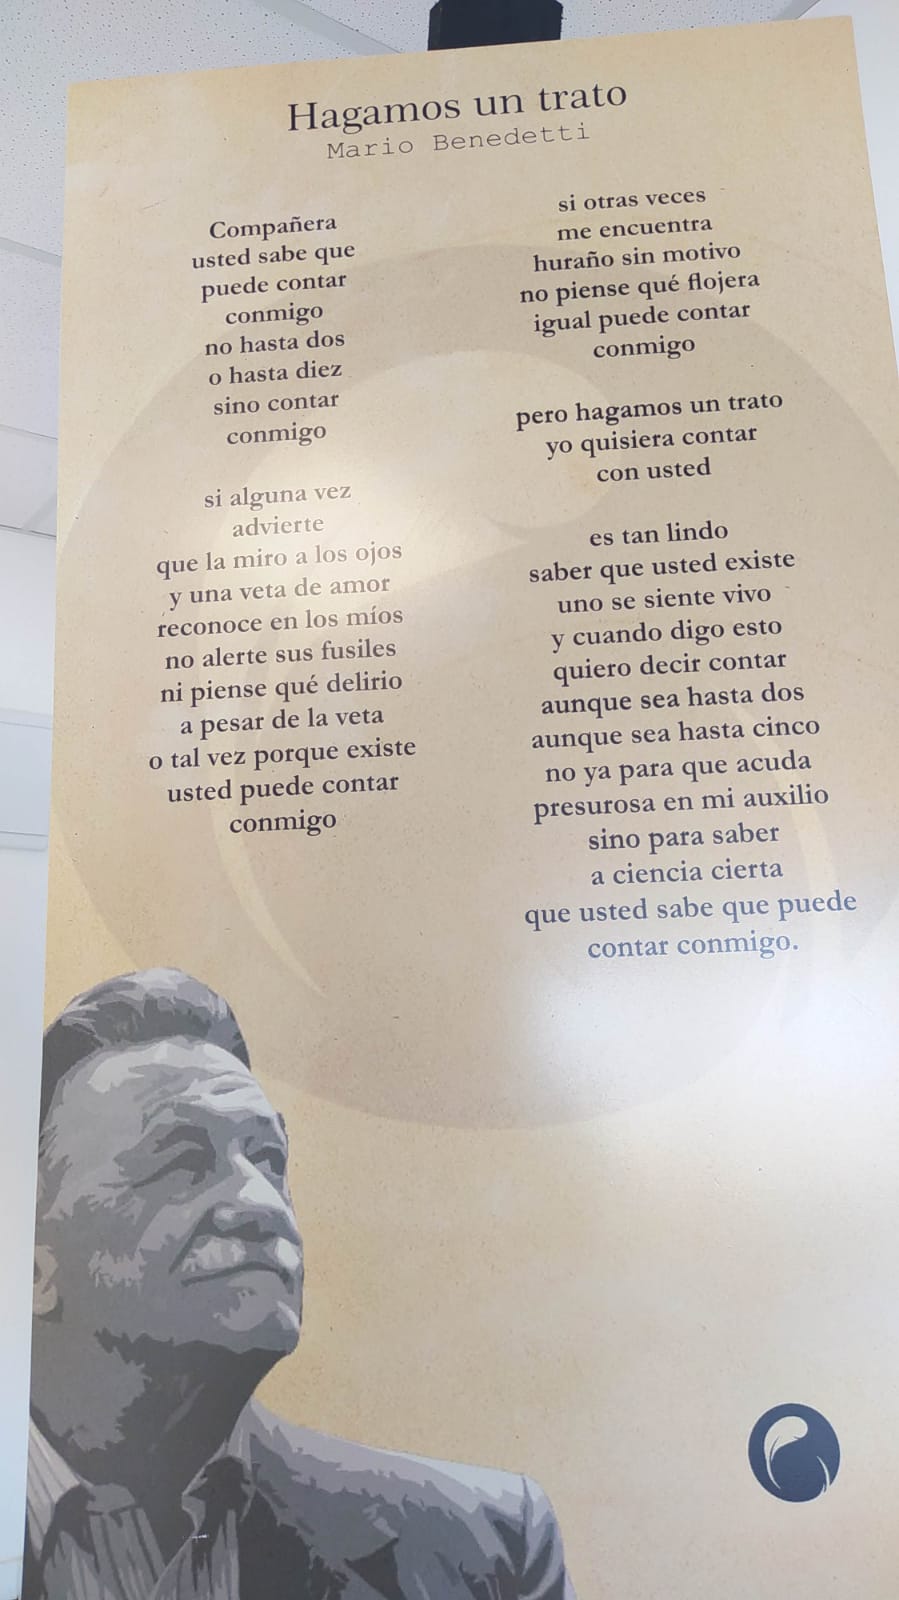 Hagamos un trato
Mario Benedetti
Compañera
usted sabe que
puede contar
conmigo
no hasta dos
o hasta diez
sino contar
conmigo
si alguna vez
advierte
que la miro a los ojos
y una veta de amor
reconoce en los míos
no alerte sus fusiles
ni piense qué delirio
a pesar de la veta
o tal vez porque existe
usted puede contar
conmigo
si otras veces
me encuentra
huraño sin motivo
no piense qué flojera
igual puede contar
conmigo
pero hagamos un trato
yo quisiera contar
con usted
es tan lindo
saber que usted existe
uno se siente vivo
y cuando digo esto
quiero decir contar
aunque sea hasta dos
aunque sea hasta cinco
no ya para que acuda
presurosa en mi auxilio
sino para saber
a ciencia cierta
que usted sabe que puede
contar conmigo.